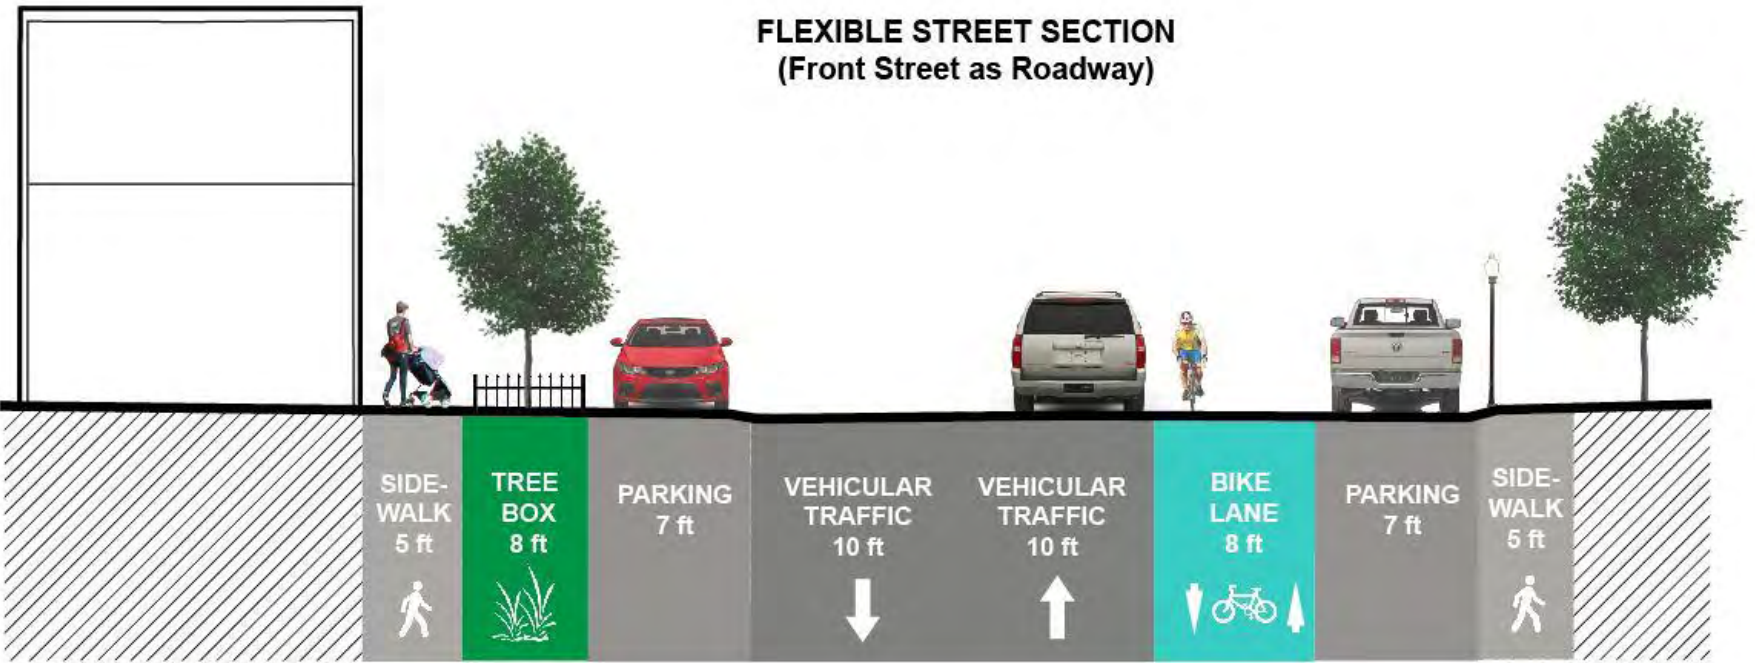 FLEXIBLE STREET SECTION
(Front Street as Roadway)
SIDE-
WALK
5 ft
TREE
BOX
8 ft
PARKING
7 ft
VEHICULAR
TRAFFIC
10 ft
VEHICULAR
TRAFFIC
10 ft
BIKE
LANE
8 ft
PARKING
7 ft
SIDE-
WALK
5 ft